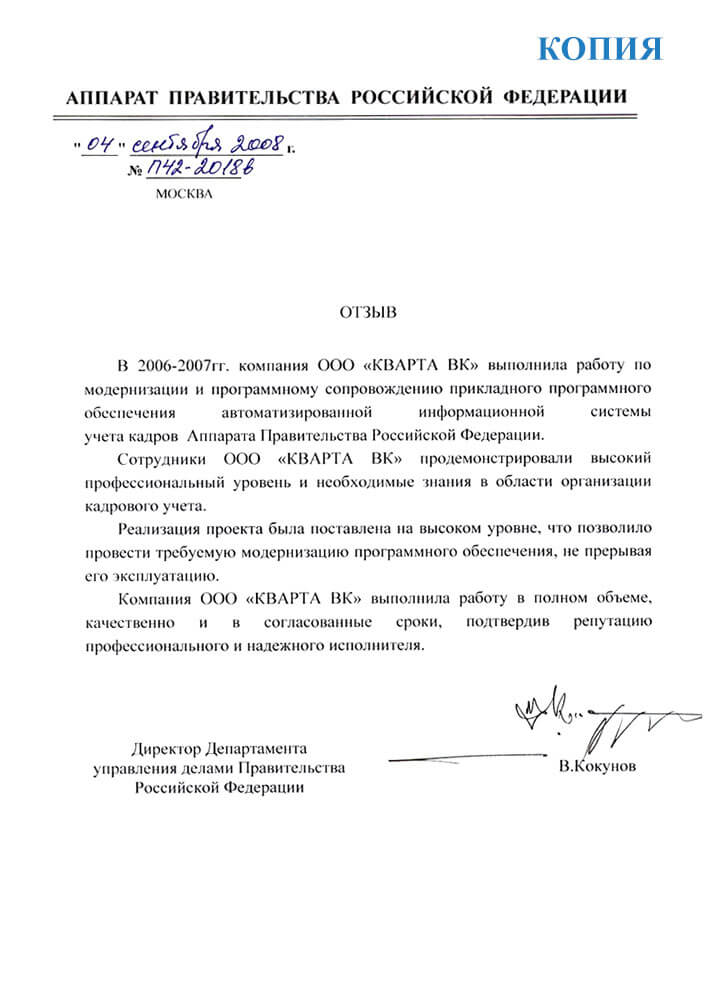 КОПИЯ
АППАРАТ ПРАВИТЕЛЬСТВА РОССИЙСКОЙ ФЕДЕРАЦИИ
"04" сентября 2008 г.
№ П42-2018в
МОСКВА
ОТЗЫВ
В 2006-2007гг. компания ООО «КВАРТА ВК» выполнила работу по
модернизации и программному сопровождению прикладного программного
обеспечения автоматизированной информационной системы
учета кадров Аппарата Правительства Российской Федерации.
Сотрудники ООО «КВАРТА ВК» продемонстрировали высокий
профессиональный уровень и необходимые знания в области организации
кадрового учета.
Реализация проекта была поставлена на высоком уровне, что позволило
провести требуемую модернизацию программного обеспечения, не прерывая
его эксплуатацию.
Компания ООО «КВАРТА ВК» выполнила работу в полном объеме,
качественно и в согласованные сроки, подтвердив репутацию
профессионального и надежного исполнителя.
Директор Департамента
управления делами Правительства
Российской Федерации
В.Кокунов